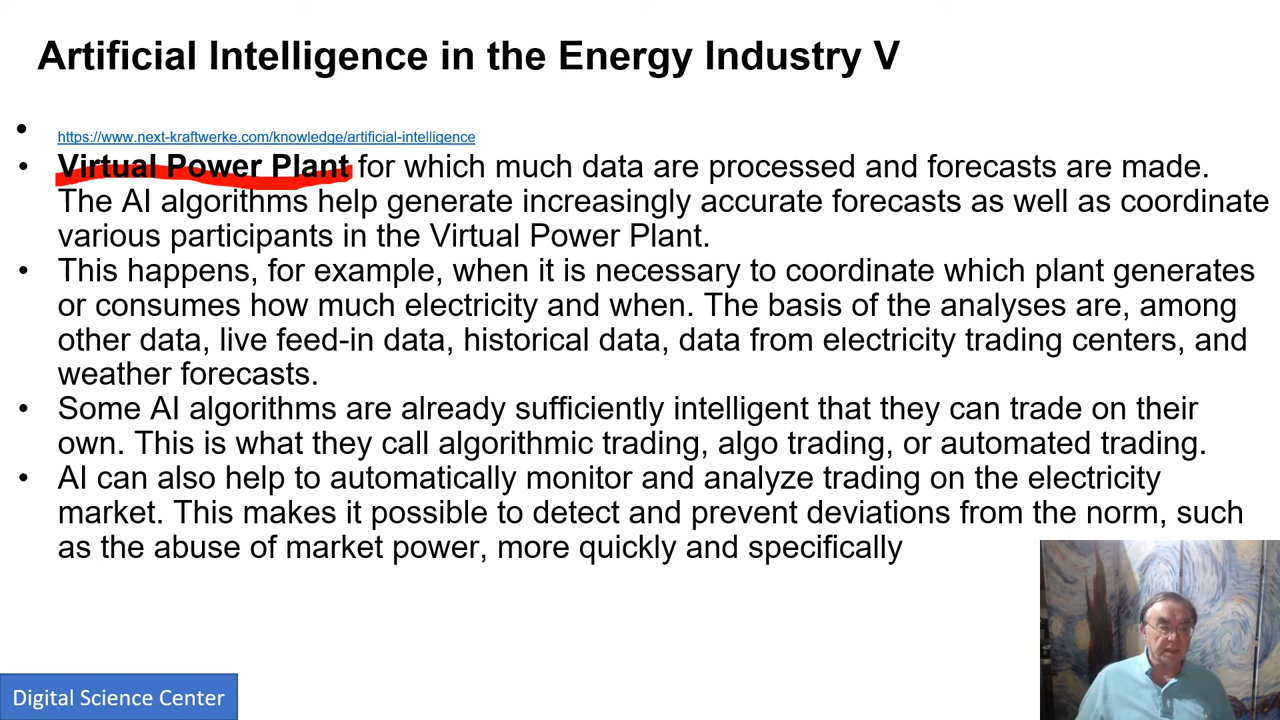 Artificial Intelligence in the Energy Industry V
• https://www.next-kraftwerke.com/knowledge/artificial-intelligence
• Virtual Power Plant for which much data are processed and forecasts are made.
The AI algorithms help generate increasingly accurate forecasts as well as coordinate
various participants in the Virtual Power Plant.
• This happens, for example, when it is necessary to coordinate which plant generates
or consumes how much electricity and when. The basis of the analyses are, among
other data, live feed-in data, historical data, data from electricity trading centers, and
weather forecasts.
• Some AI algorithms are already sufficiently intelligent that they can trade on their
own. This is what they call algorithmic trading, algo trading, or automated trading.
• AI can also help to automatically monitor and analyze trading on the electricity
market. This makes it possible to detect and prevent deviations from the norm, such
as the abuse of market power, more quickly and specifically
Digital Science Center